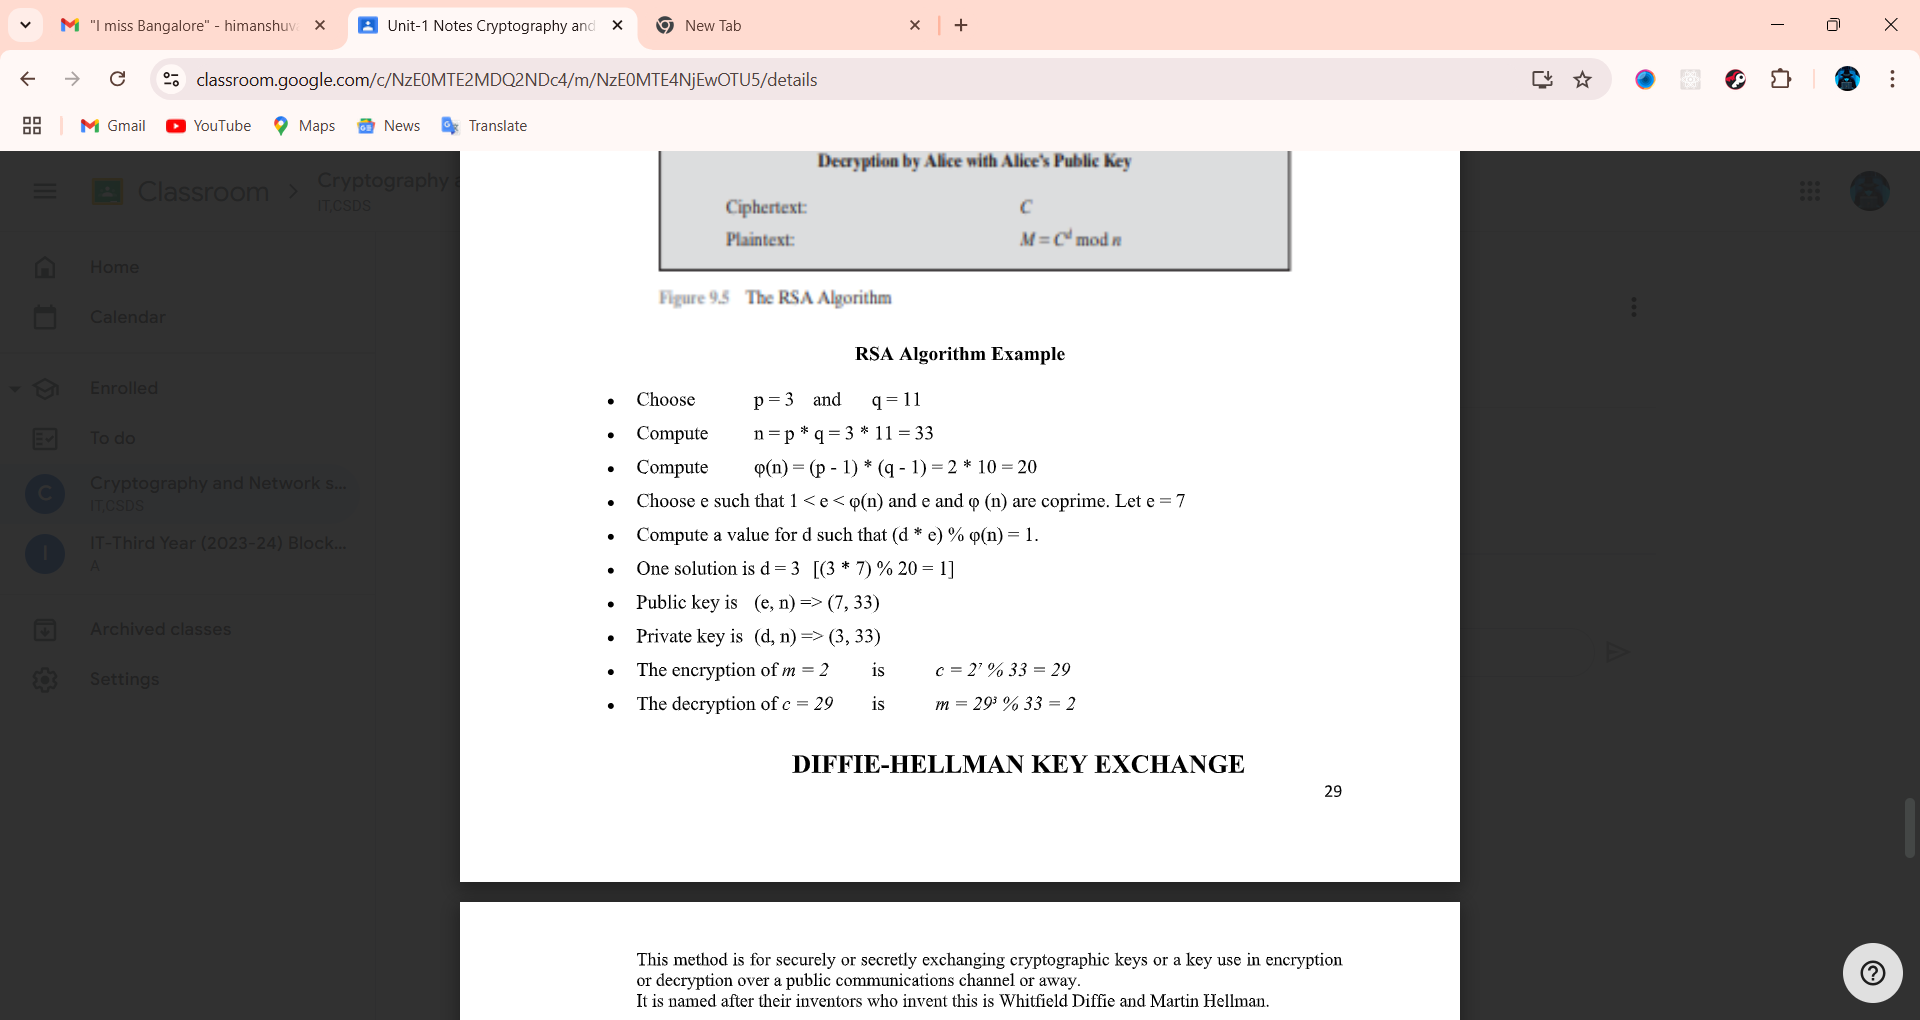 "I miss Bangalore" - himanshuv
Unit-1 Notes Cryptography and
New Tab
classroom.google.com/c/NzE0MTE2MDQ2NDc4/m/NzE0MTE4NjEwOTU5/details
Gmail
YouTube
Maps
News
Translate
Classroom
Cryptography
IT,CSDS
Home
Calendar
Enrolled
To do
C
Cryptography and Network s...
IT,CSDS
I
IT-Third Year (2023-24) Block...
A
Archived classes
Settings
Decryption by Alice with Alice's Public Key
Ciphertext: C
Plaintext: M = Cᵈ mod n
Figure 9.5 The RSA Algorithm
RSA Algorithm Example
• Choose p = 3 and q = 11
• Compute n = p * q = 3 * 11 = 33
• Compute φ(n) = (p - 1) * (q - 1) = 2 * 10 = 20
• Choose e such that 1 < e < φ(n) and e and φ (n) are coprime. Let e = 7
• Compute a value for d such that (d * e) % φ(n) = 1.
• One solution is d = 3 [(3 * 7) % 20 = 1]
• Public key is (e, n) => (7, 33)
• Private key is (d, n) => (3, 33)
• The encryption of m = 2 is c = 2⁷ % 33 = 29
• The decryption of c = 29 is m = 29³ % 33 = 2
DIFFIE-HELLMAN KEY EXCHANGE
29
This method is for securely or secretly exchanging cryptographic keys or a key use in encryption
or decryption over a public communications channel or away.
It is named after their inventors who invent this is Whitfield Diffie and Martin Hellman.